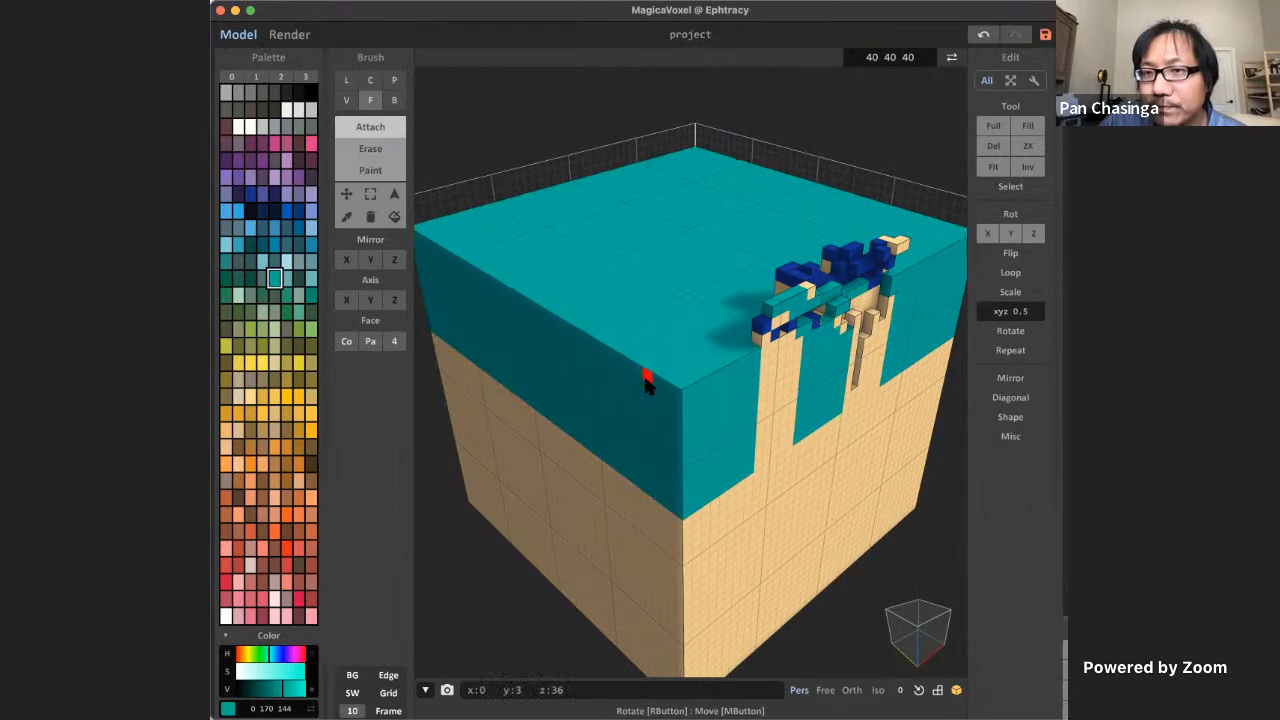 MagicaVoxel @ Ephtracy
Model Render
project
40 40 40
Palette
0 1 2 3
Color
H
S
V
0 170 144
Brush
L C P
V F B
Attach
Erase
Paint
Mirror
X Y Z
Axis
X Y Z
Face
Co Pa 4
BG Edge
SW Grid
10 Frame
x:0 y:3 z:36
Pers Free Orth Iso 0
Rotate [RButton] : Move [MButton]
Edit
All
Tool
Full Fill
Del 2X
Fit Inv
Select
Rot
X Y Z
Flip
Loop
Scale
xyz 0.5
Rotate
Repeat
Mirror
Diagonal
Shape
Misc
Pan Chasinga
Powered by Zoom